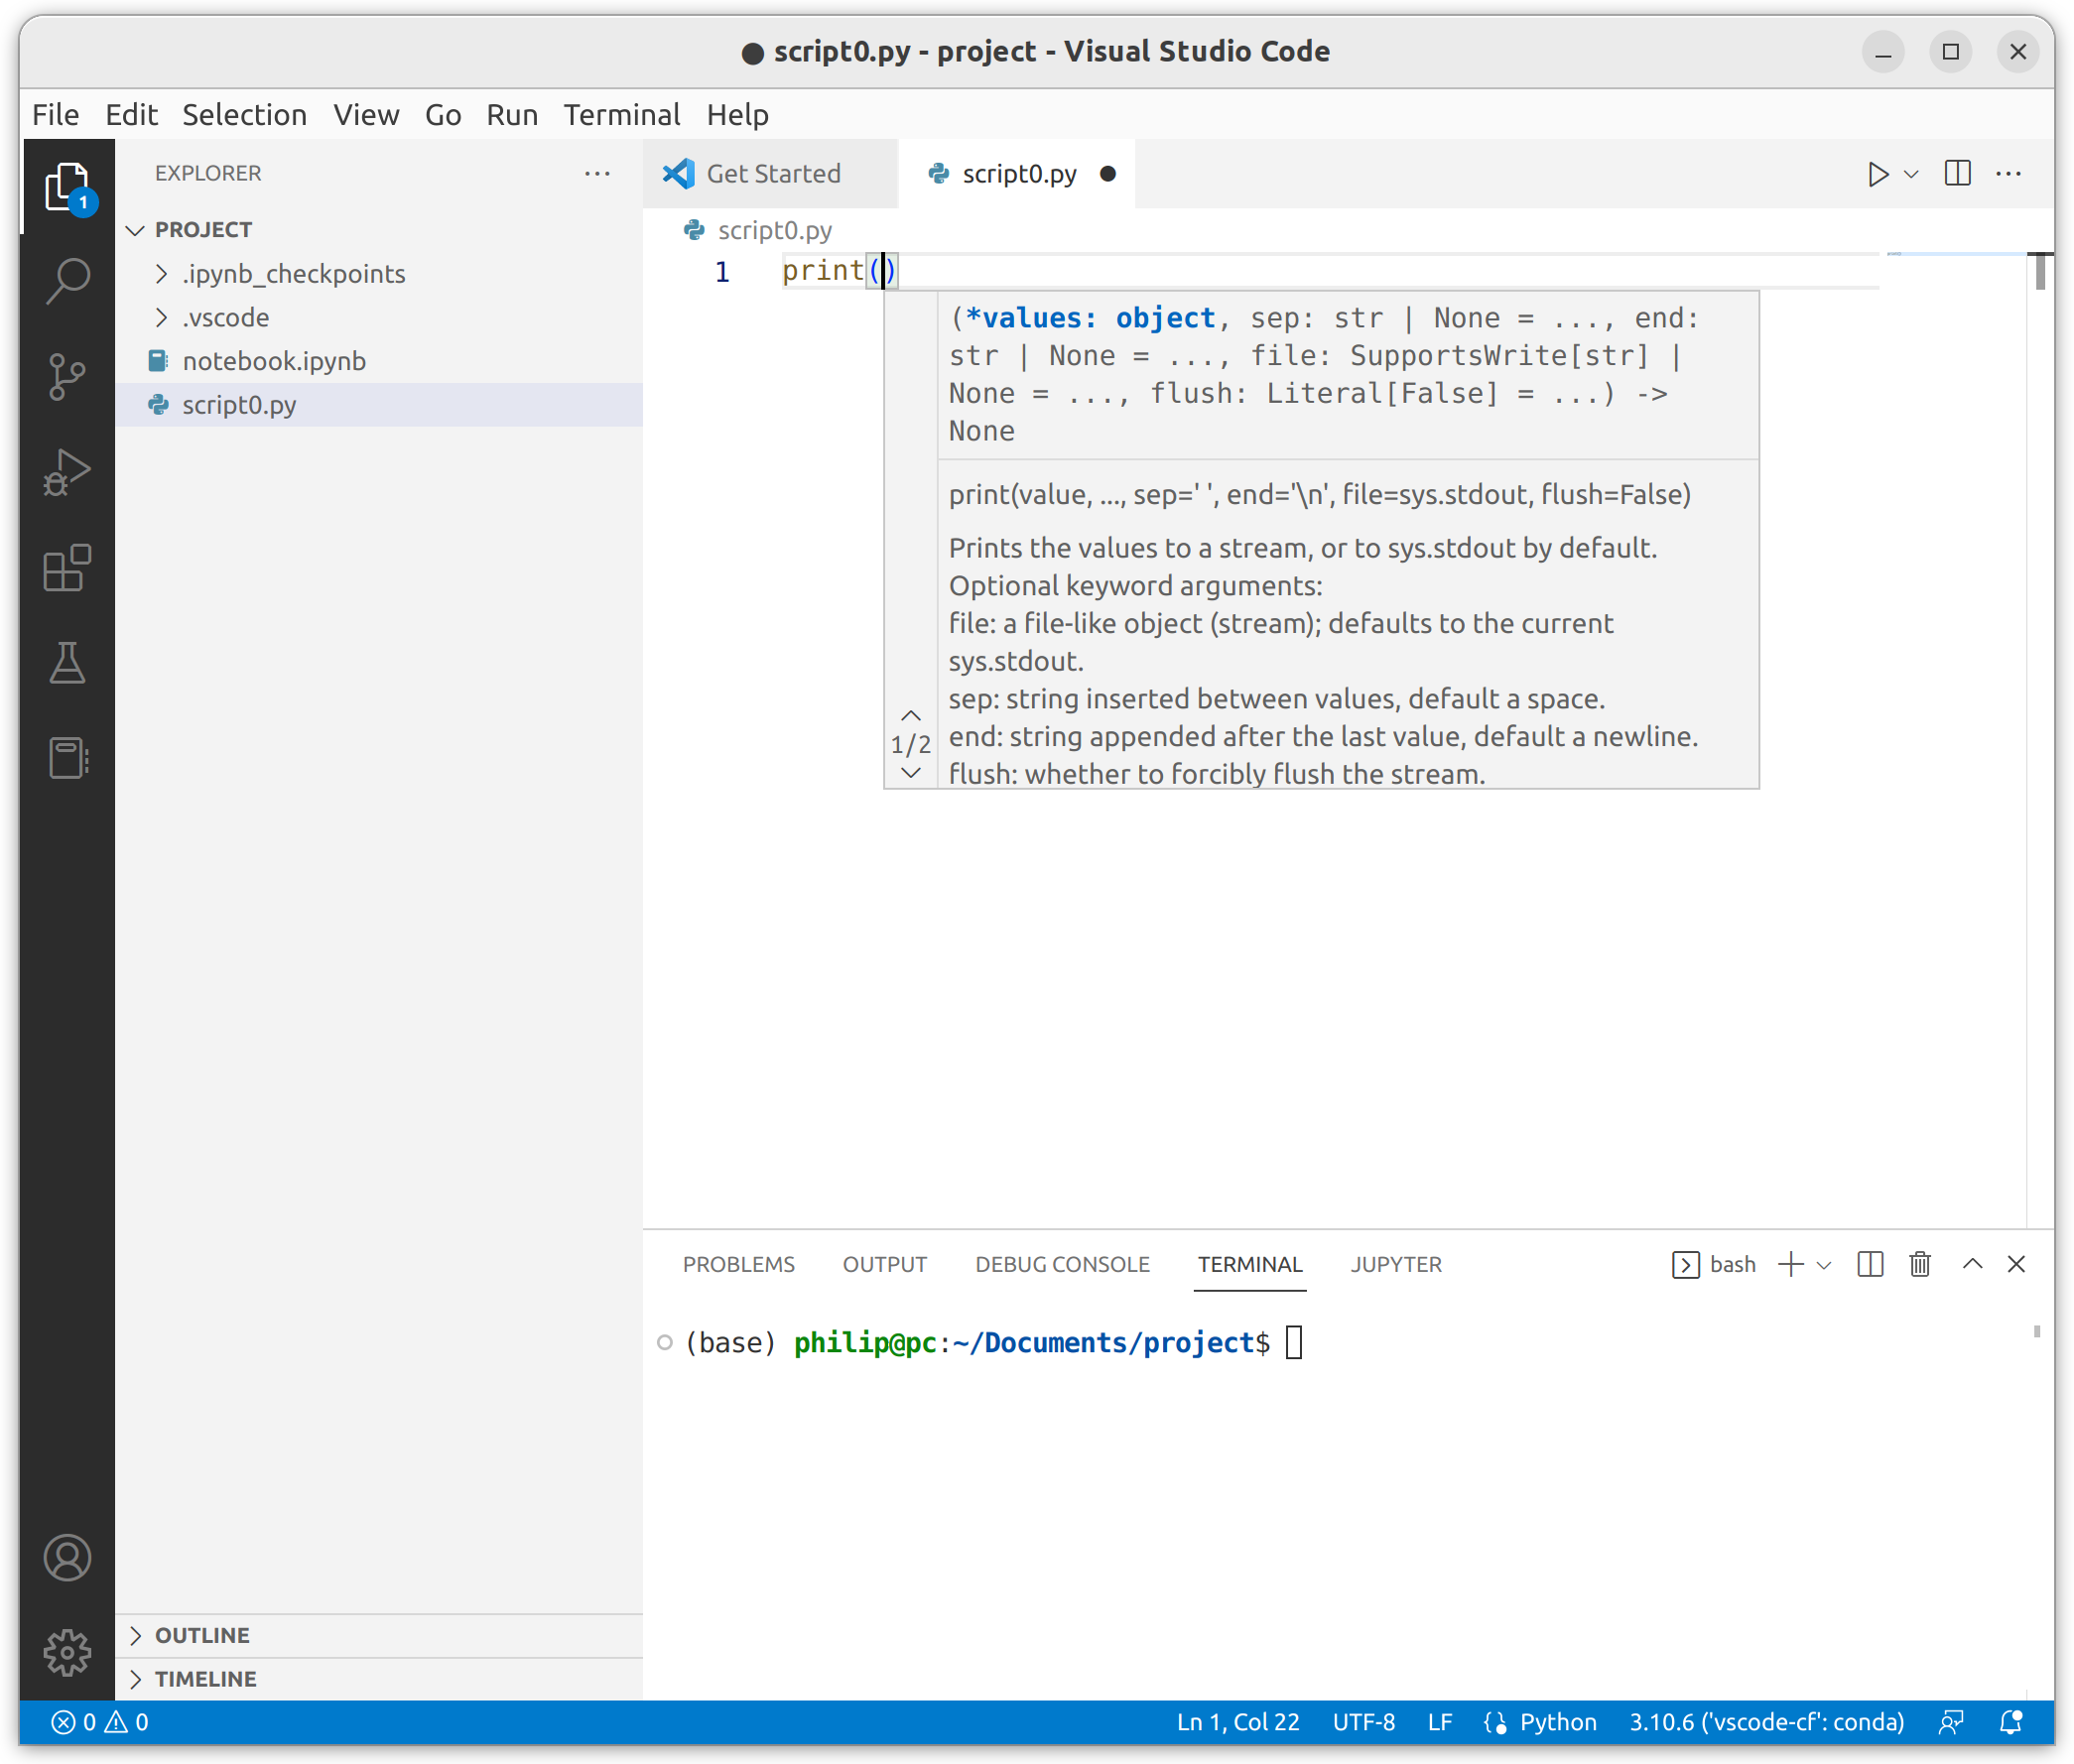 ● script0.py - project - Visual Studio Code
File Edit Selection View Go Run Terminal Help
1
EXPLORER ...
PROJECT
.ipynb_checkpoints
.vscode
notebook.ipynb
script0.py
OUTLINE
TIMELINE
Get Started
script0.py ●
script0.py
1 print()
(*values: object, sep: str | None = ..., end:
str | None = ..., file: SupportsWrite[str] |
None = ..., flush: Literal[False] = ...) ->
None
print(value, ..., sep=' ', end='\n', file=sys.stdout, flush=False)
Prints the values to a stream, or to sys.stdout by default.
Optional keyword arguments:
file: a file-like object (stream); defaults to the current
sys.stdout.
sep: string inserted between values, default a space.
end: string appended after the last value, default a newline.
flush: whether to forcibly flush the stream.
1/2
PROBLEMS OUTPUT DEBUG CONSOLE TERMINAL JUPYTER
bash
(base) philip@pc:~/Documents/project$
0 0
Ln 1, Col 22 UTF-8 LF {} Python 3.10.6 ('vscode-cf': conda)